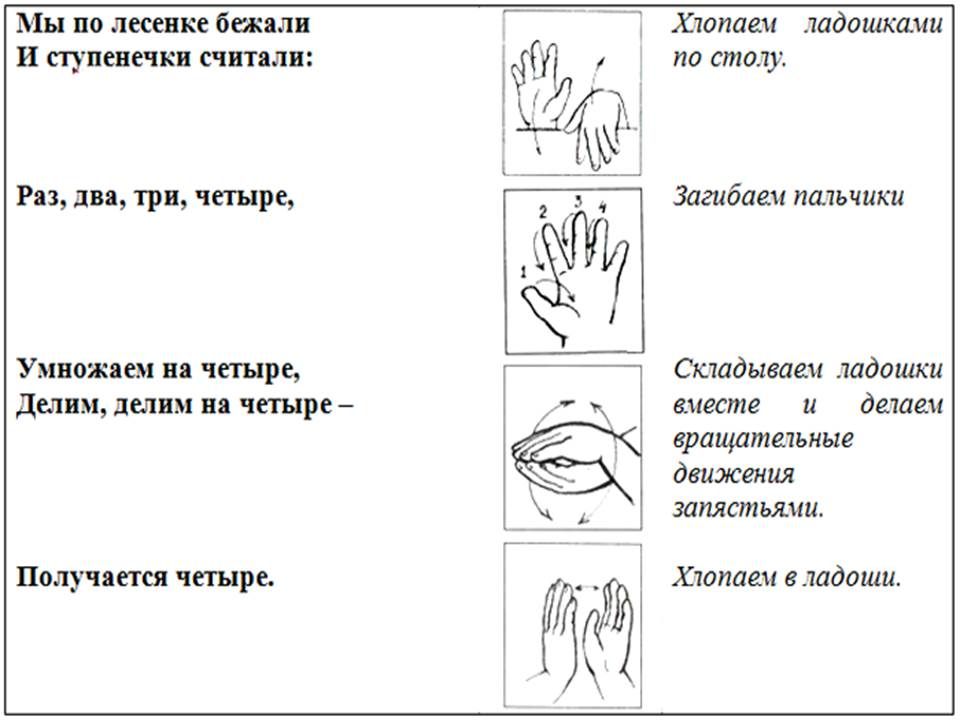 Мы по лесенке бежали
И ступенечки считали:
Хлопаем ладошками
по столу.
Раз, два, три, четыре,
1
2
3
4
Загибаем пальчики
Умножаем на четыре,
Делим, делим на четыре –
Складываем ладошки
вместе и делаем
вращательные
движения
запястьями.
Получается четыре.
Хлопаем в ладоши.